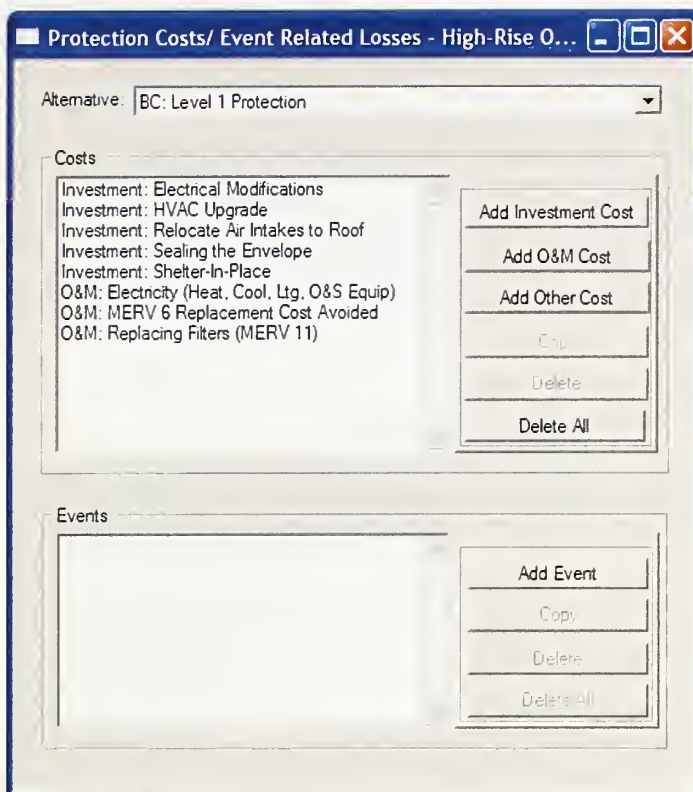 Protection Costs/ Event Related Losses - High-Rise O...
Alternative: BC: Level 1 Protection
Costs
Investment: Electrical Modifications
Investment: HVAC Upgrade
Investment: Relocate Air Intakes to Roof
Investment: Sealing the Envelope
Investment: Shelter-In-Place
O&M: Electricity (Heat, Cool, Ltg, O&S Equip)
O&M: MERV 6 Replacement Cost Avoided
O&M: Replacing Filters (MERV 11)
Add Investment Cost
Add O&M Cost
Add Other Cost
Copy
Delete
Delete All
Events
Add Event
Copy
Delete
Delete All